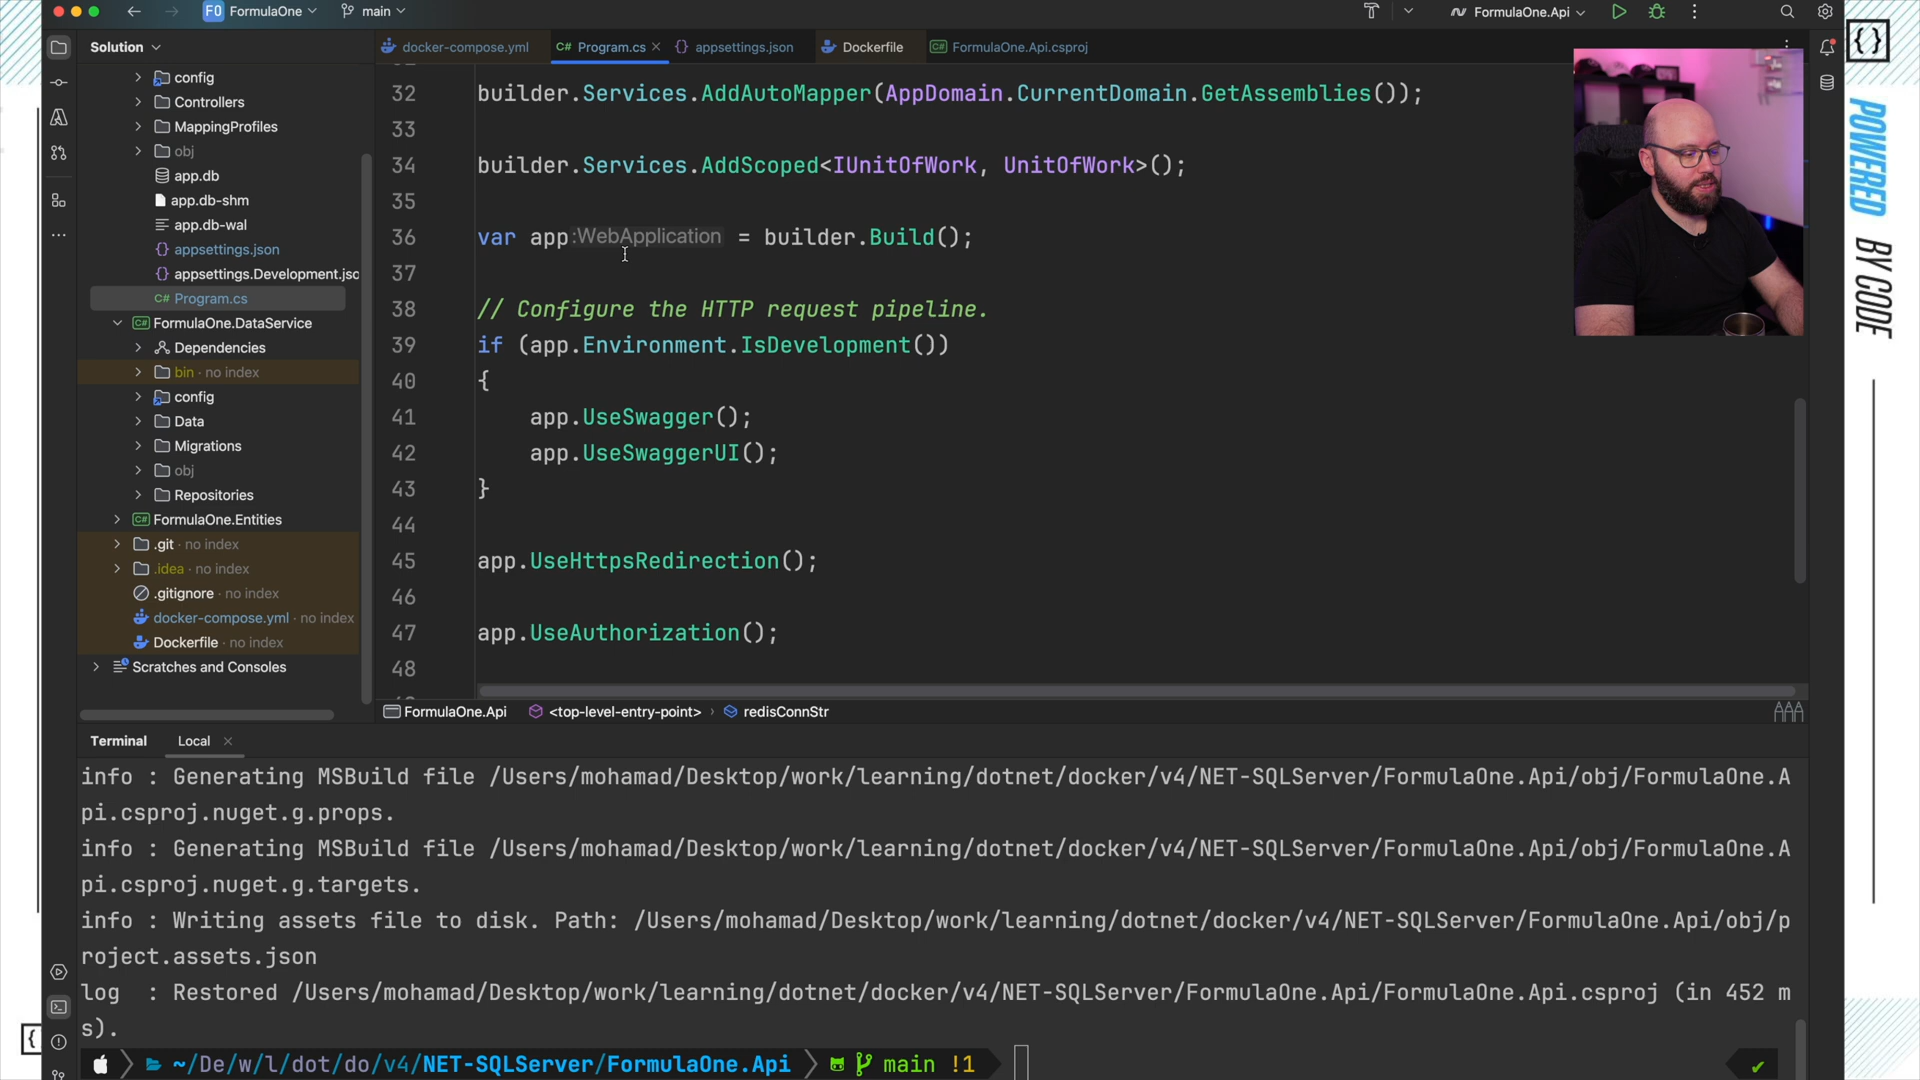 FO FormulaOne main FormulaOne.Api
Solution
docker-compose.yml C# Program.cs {} appsettings.json Dockerfile C# FormulaOne.Api.csproj
config
Controllers
MappingProfiles
obj
app.db
app.db-shm
app.db-wal
{} appsettings.json
{} appsettings.Development.jso
C# Program.cs
C# FormulaOne.DataService
Dependencies
bin · no index
config
Data
Migrations
obj
Repositories
C# FormulaOne.Entities
.git · no index
.idea · no index
.gitignore · no index
docker-compose.yml · no index
Dockerfile · no index
Scratches and Consoles
32 builder.Services.AddAutoMapper(AppDomain.CurrentDomain.GetAssemblies());
33
34 builder.Services.AddScoped<IUnitOfWork, UnitOfWork>();
35
36 var app:WebApplication = builder.Build();
37
38 // Configure the HTTP request pipeline.
39 if (app.Environment.IsDevelopment())
40 {
41 app.UseSwagger();
42 app.UseSwaggerUI();
43 }
44
45 app.UseHttpsRedirection();
46
47 app.UseAuthorization();
48
FormulaOne.Api <top-level-entry-point> › redisConnStr
Terminal Local
info : Generating MSBuild file /Users/mohamad/Desktop/work/learning/dotnet/docker/v4/NET-SQLServer/FormulaOne.Api/obj/FormulaOne.A
pi.csproj.nuget.g.props.
info : Generating MSBuild file /Users/mohamad/Desktop/work/learning/dotnet/docker/v4/NET-SQLServer/FormulaOne.Api/obj/FormulaOne.A
pi.csproj.nuget.g.targets.
info : Writing assets file to disk. Path: /Users/mohamad/Desktop/work/learning/dotnet/docker/v4/NET-SQLServer/FormulaOne.Api/obj/p
roject.assets.json
log : Restored /Users/mohamad/Desktop/work/learning/dotnet/docker/v4/NET-SQLServer/FormulaOne.Api/FormulaOne.Api.csproj (in 452 m
s).
~/De/w/l/dot/do/v4/NET-SQLServer/FormulaOne.Api main !1
{}
POWERED BY CODE